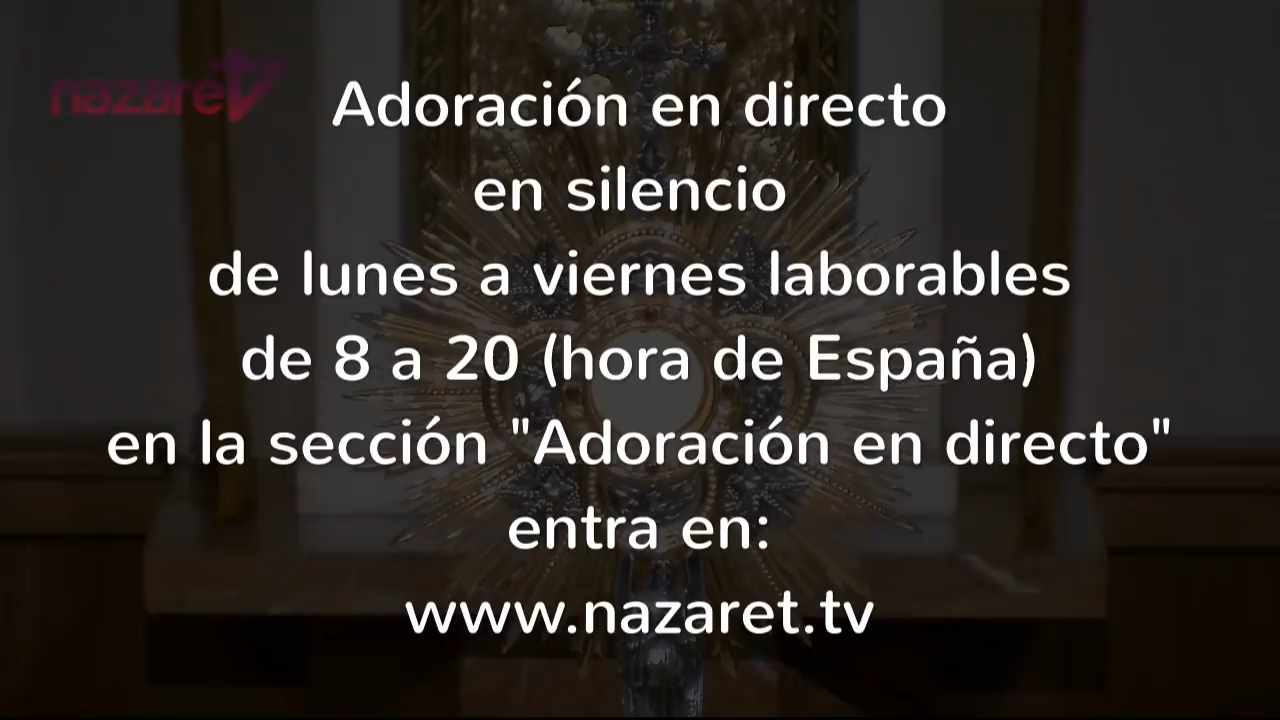 nazaretv
Adoración en directo
en silencio
de lunes a viernes laborables
de 8 a 20 (hora de España)
en la sección "Adoración en directo"
entra en:
www.nazaret.tv